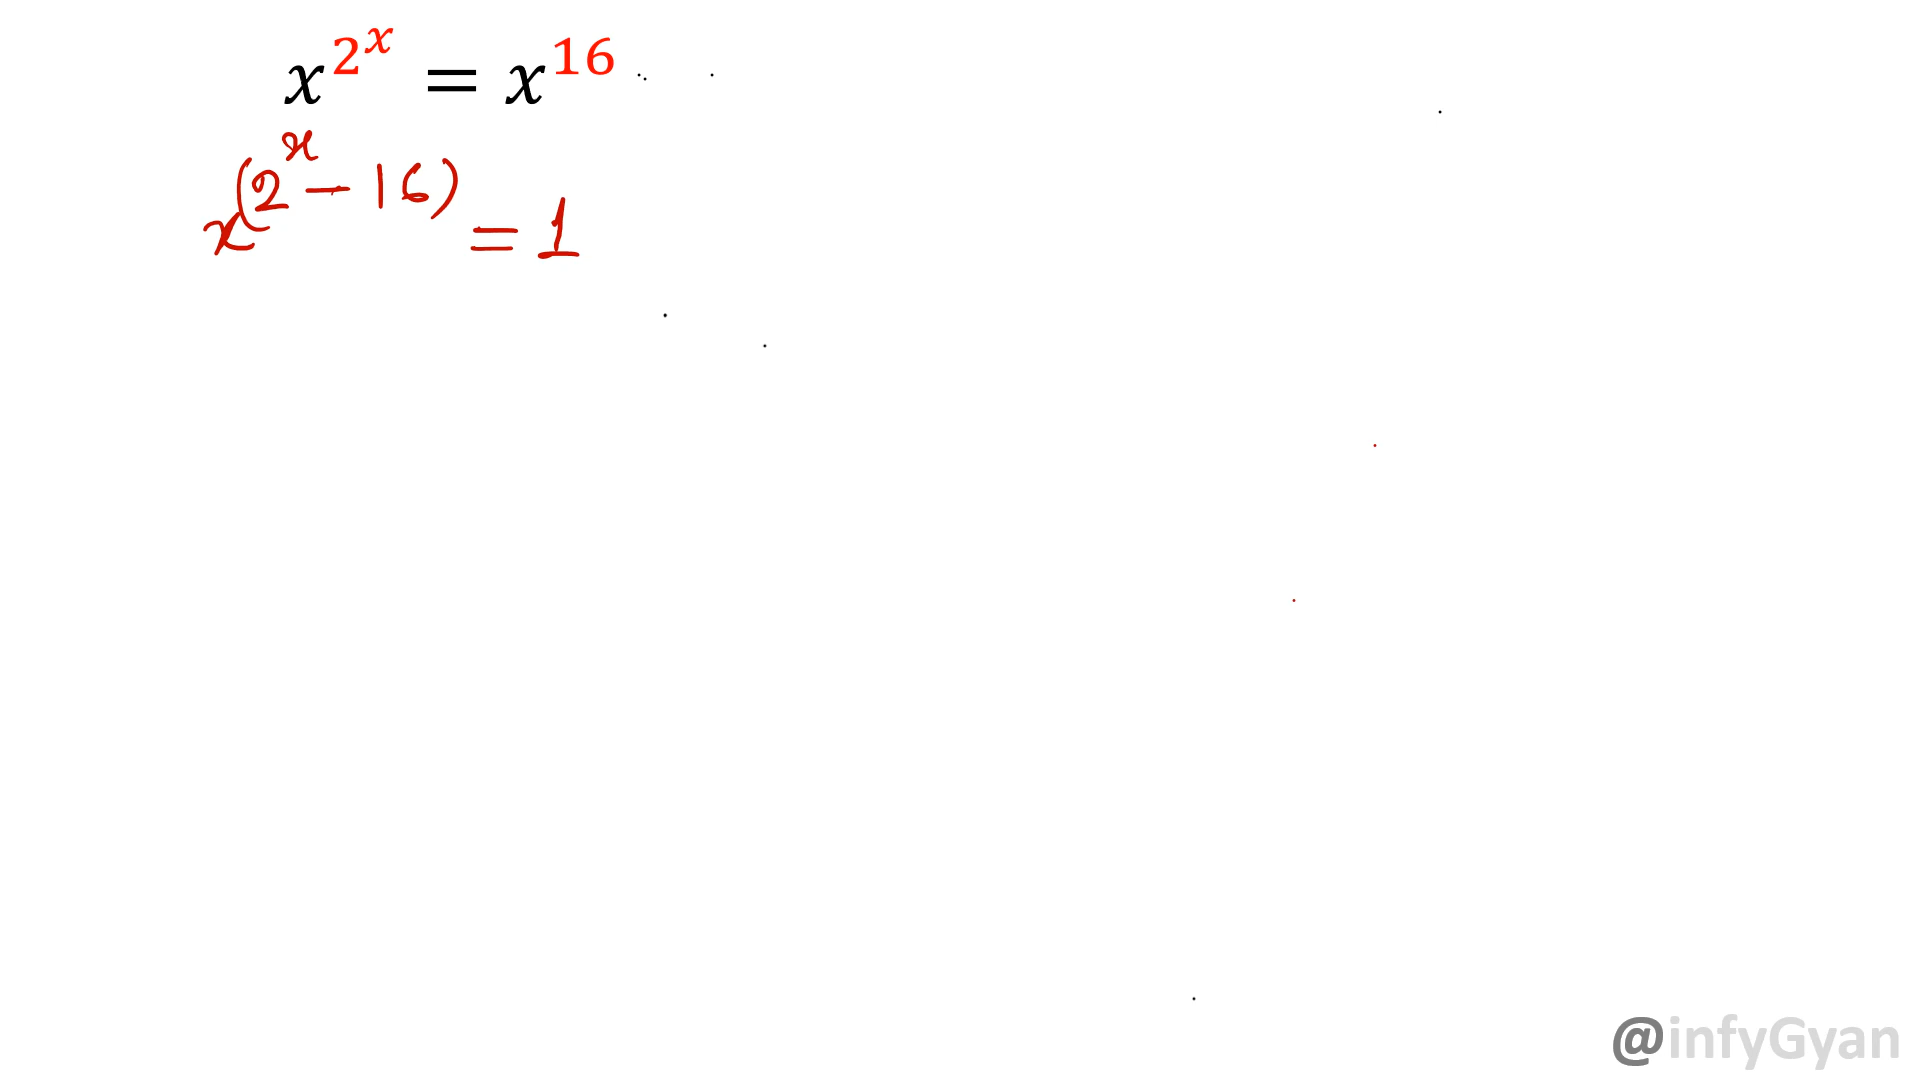 x^{2^x} = x^{16}
x^{(2^x - 16)} = 1
@infyGyan